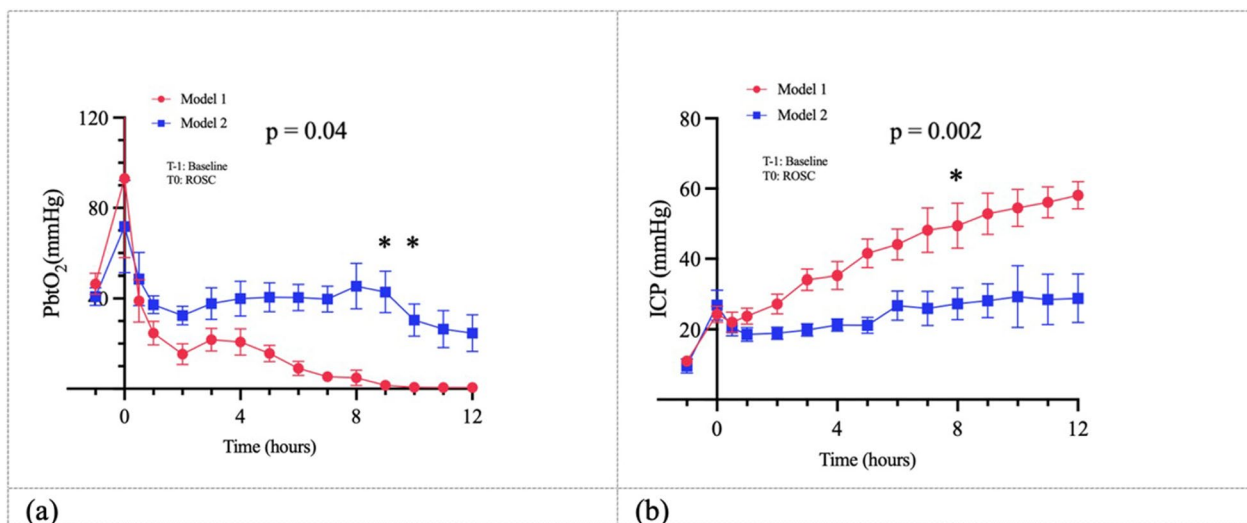 Model 1
Model 2
p = 0.04
T-1: Baseline
T0: ROSC
* *
120
80
40
PbtO2(mmHg)
0 4 8 12
Time (hours)
(a)
Model 1
Model 2
p = 0.002
T-1: Baseline
T0: ROSC
*
80
60
40
20
ICP (mmHg)
0 4 8 12
Time (hours)
(b)